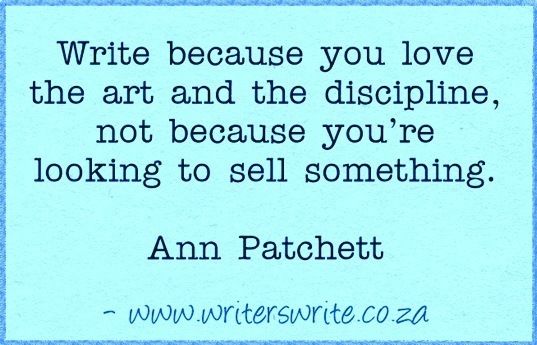 Write because you love
the art and the discipline,
not because you’re
looking to sell something.
Ann Patchett
- www.writerswrite.co.za